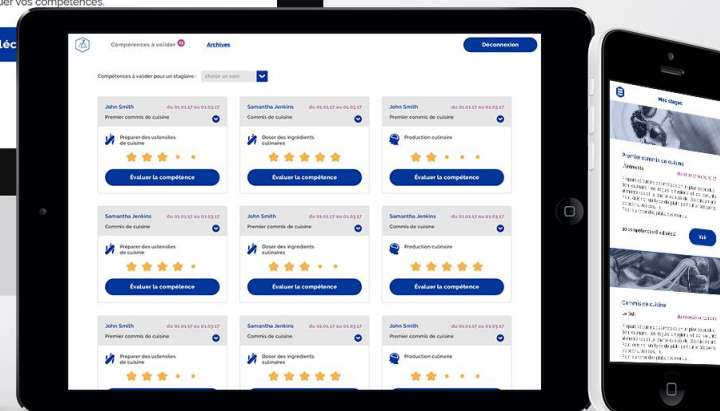 uer vos compétences.
Compétences à valider
Archives
Déconnexion
Compétences à valider pour un stagiaire :
choisir un nom
John Smith
du 01.01.17 au 01.03.17
Premier commis de cuisine
Préparer des ustensiles
de cuisine
Évaluer la compétence
Samantha Jenkins
du 01.01.17 au 01.03.17
Commis de cuisine
Doser des ingrédients
culinaires
Évaluer la compétence
John Smith
du 01.01.17 au 01.03.17
Premier commis de cuisine
Production culinaire
Évaluer la compétence
Samantha Jenkins
du 01.01.17 au 01.03.17
Commis de cuisine
Préparer des ustensiles
de cuisine
Évaluer la compétence
John Smith
du 01.01.17 au 01.03.17
Premier commis de cuisine
Doser des ingrédients
culinaires
Évaluer la compétence
Samantha Jenkins
du 01.01.17 au 01.03.17
Commis de cuisine
Production culinaire
Évaluer la compétence
John Smith
du 01.01.17 au 01.03.17
Premier commis de cuisine
Préparer des ustensiles
de cuisine
Samantha Jenkins
du 01.01.17 au 01.03.17
Commis de cuisine
Doser des ingrédients
culinaires
John Smith
du 01.01.17 au 01.03.17
Premier commis de cuisine
Production culinaire
Mes stages
Premier commis de cuisine
Voir
Commis de cuisine